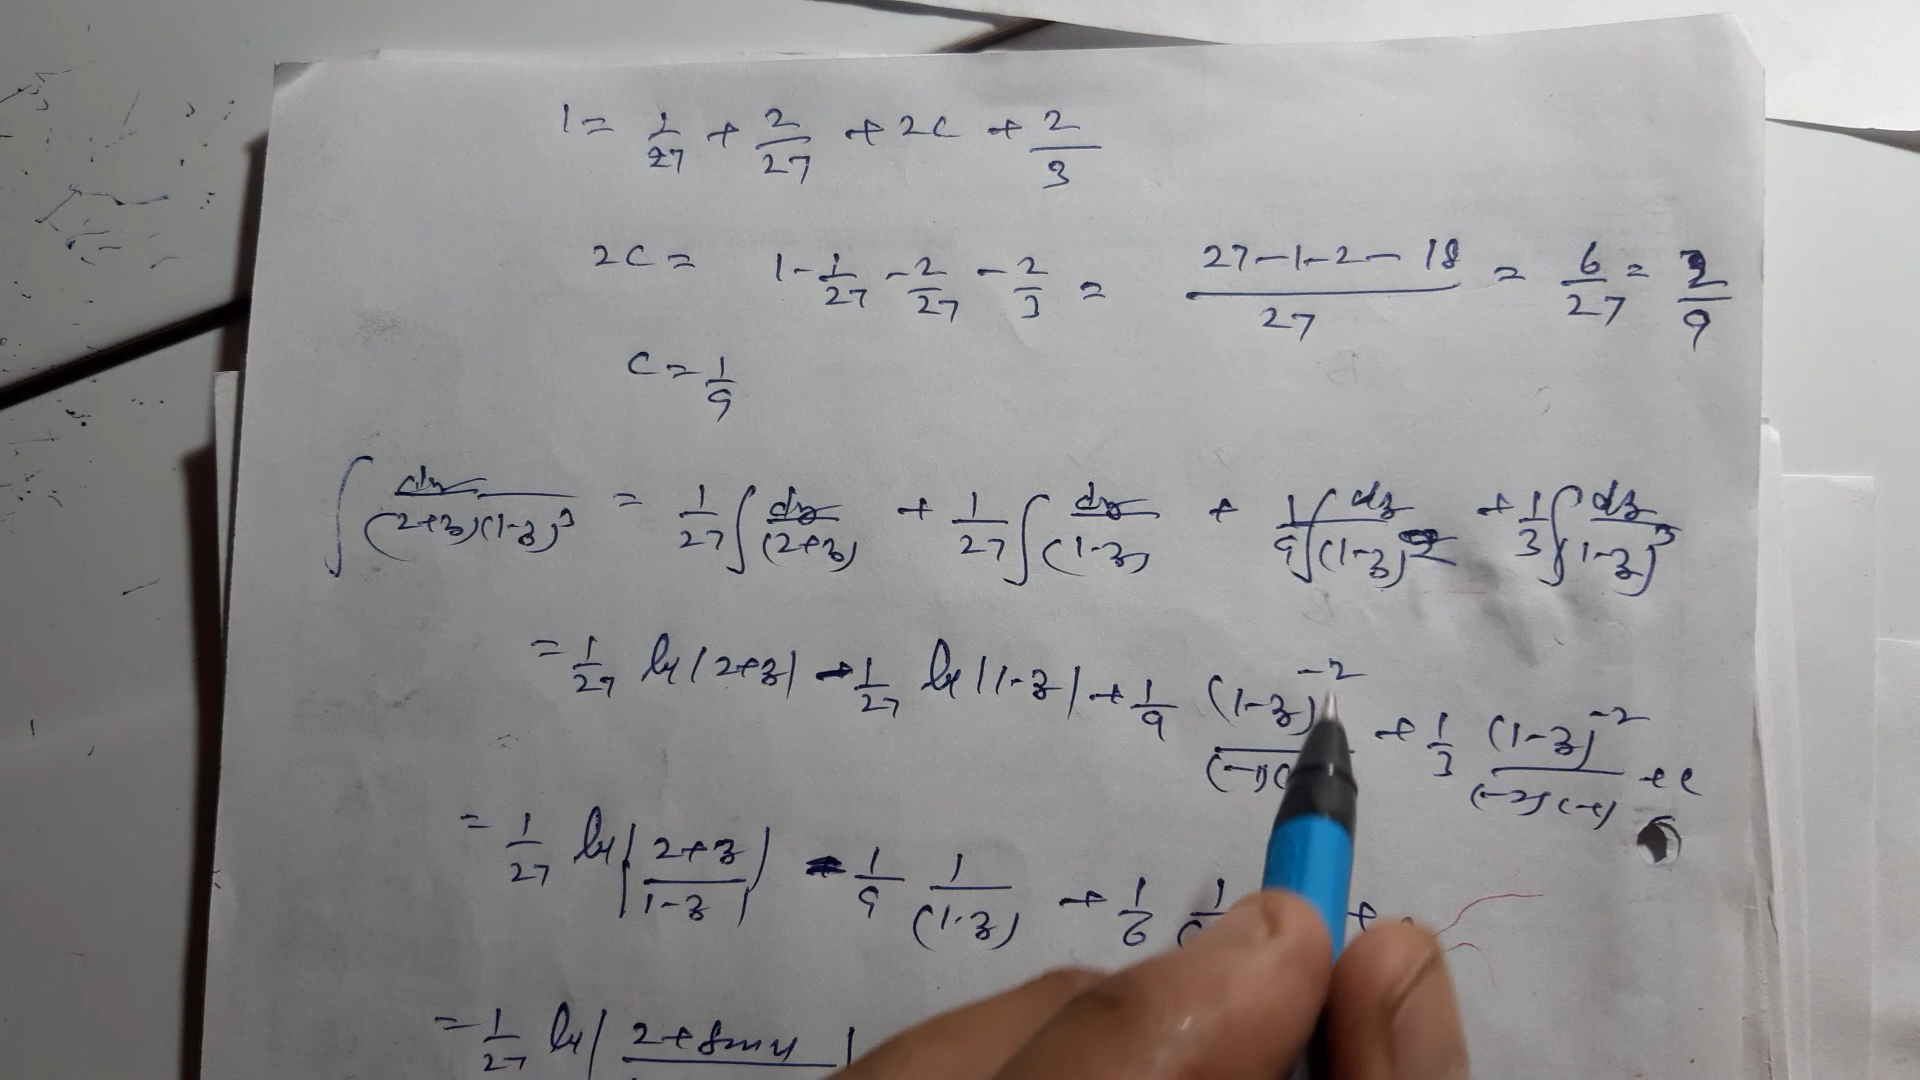 1 = 1/27 + 2/27 + 2c + 2/3
2c = 1 - 1/27 - 2/27 - 2/3 = (27-1-2-18)/27 = 6/27 = 2/9
c = 1/9
∫ dz/((2+z)(1-z)^3) = 1/27 ∫ dz/(2+z) + 1/27 ∫ dz/(1-z) + 1/9 ∫ dz/(1-z)^2 + 1/3 ∫ dz/(1-z)^3
= 1/27 ln|2+z| - 1/27 ln|1-z| + 1/9 (1-z)^-2/(-1)( + 1/3 (1-z)^-2/(-2)(-1) + c
= 1/27 ln|(2+z)/(1-z)| - 1/9 1/(1-z) + 1/6 1/( +
= 1/27 ln| 2+sinx |